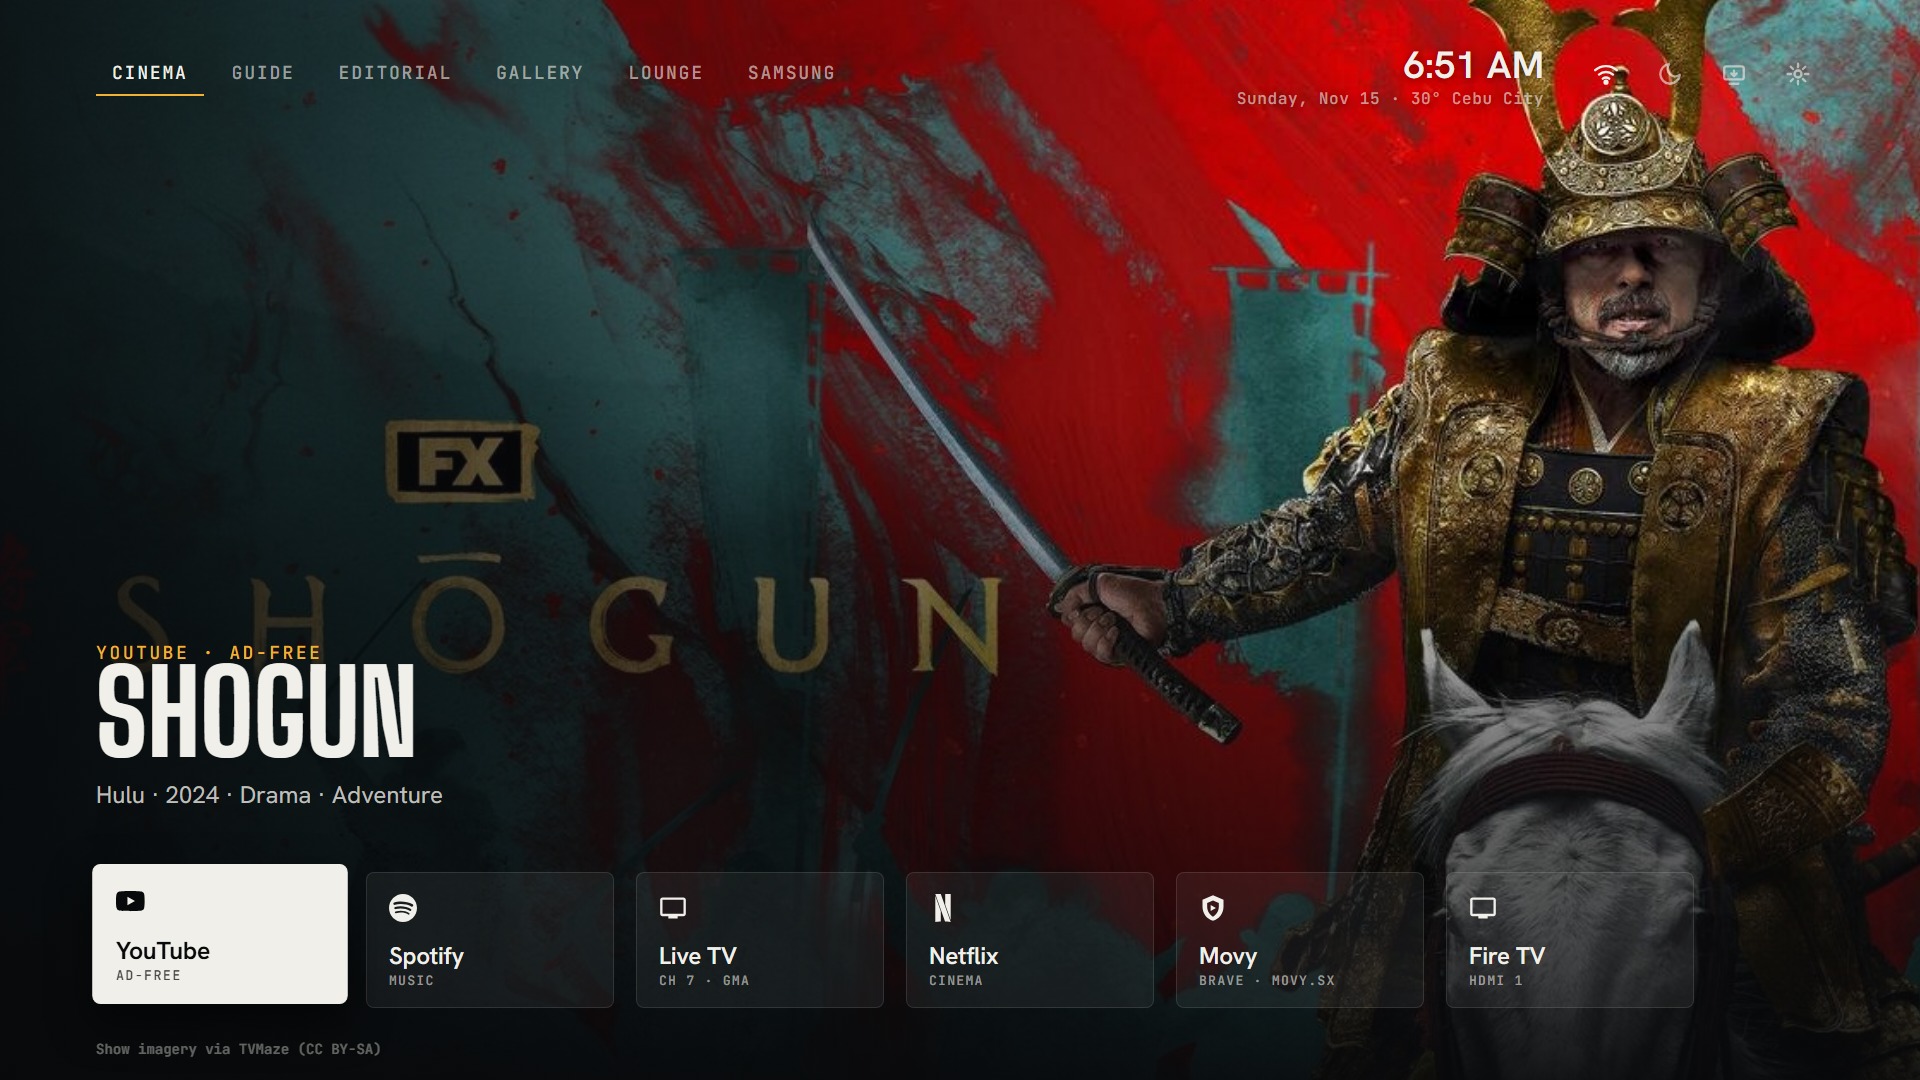 CINEMA GUIDE EDITORIAL GALLERY LOUNGE SAMSUNG
6:51 AM
Sunday, Nov 15 · 30° Cebu City
FX
SHŌGUN
YOUTUBE · AD-FREE
SHOGUN
Hulu · 2024 · Drama · Adventure
YouTube
AD-FREE
Spotify
MUSIC
Live TV
CH 7 · GMA
Netflix
CINEMA
Movy
BRAVE · MOVY.SX
Fire TV
HDMI 1
Show imagery via TVMaze (CC BY-SA)